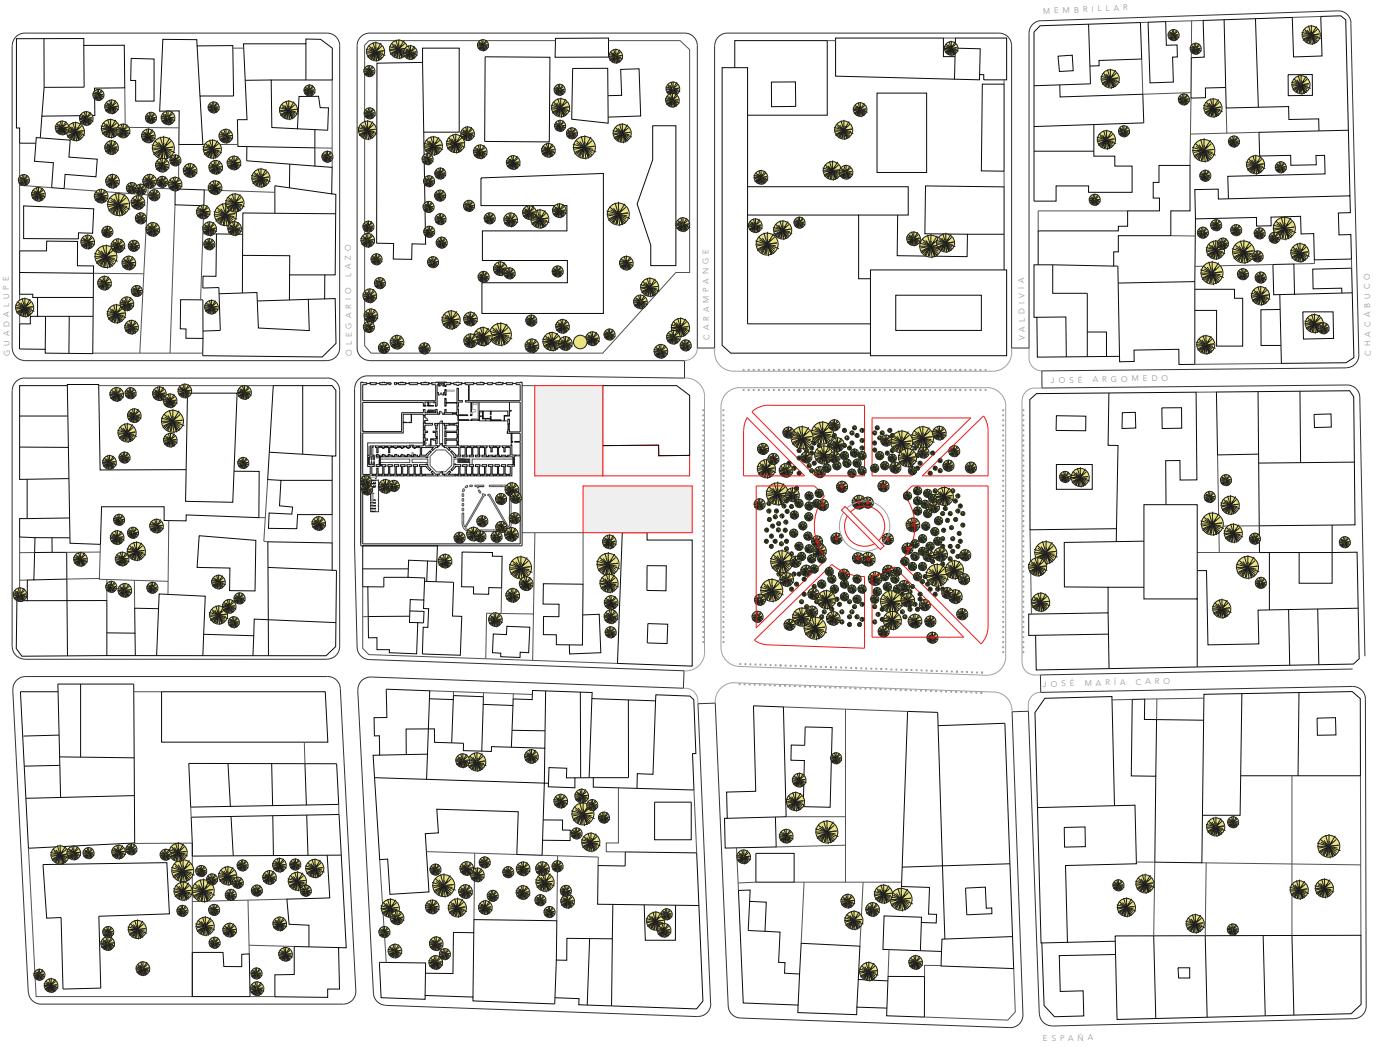 MEMBRILLAR
GUADALUPE
OLEGARIO LAZO
CARAMPANGE
VALDIVIA
CHACABUCO
JOSÉ ARGOMEDO
JOSÉ MARÍA CARO
ESPAÑA